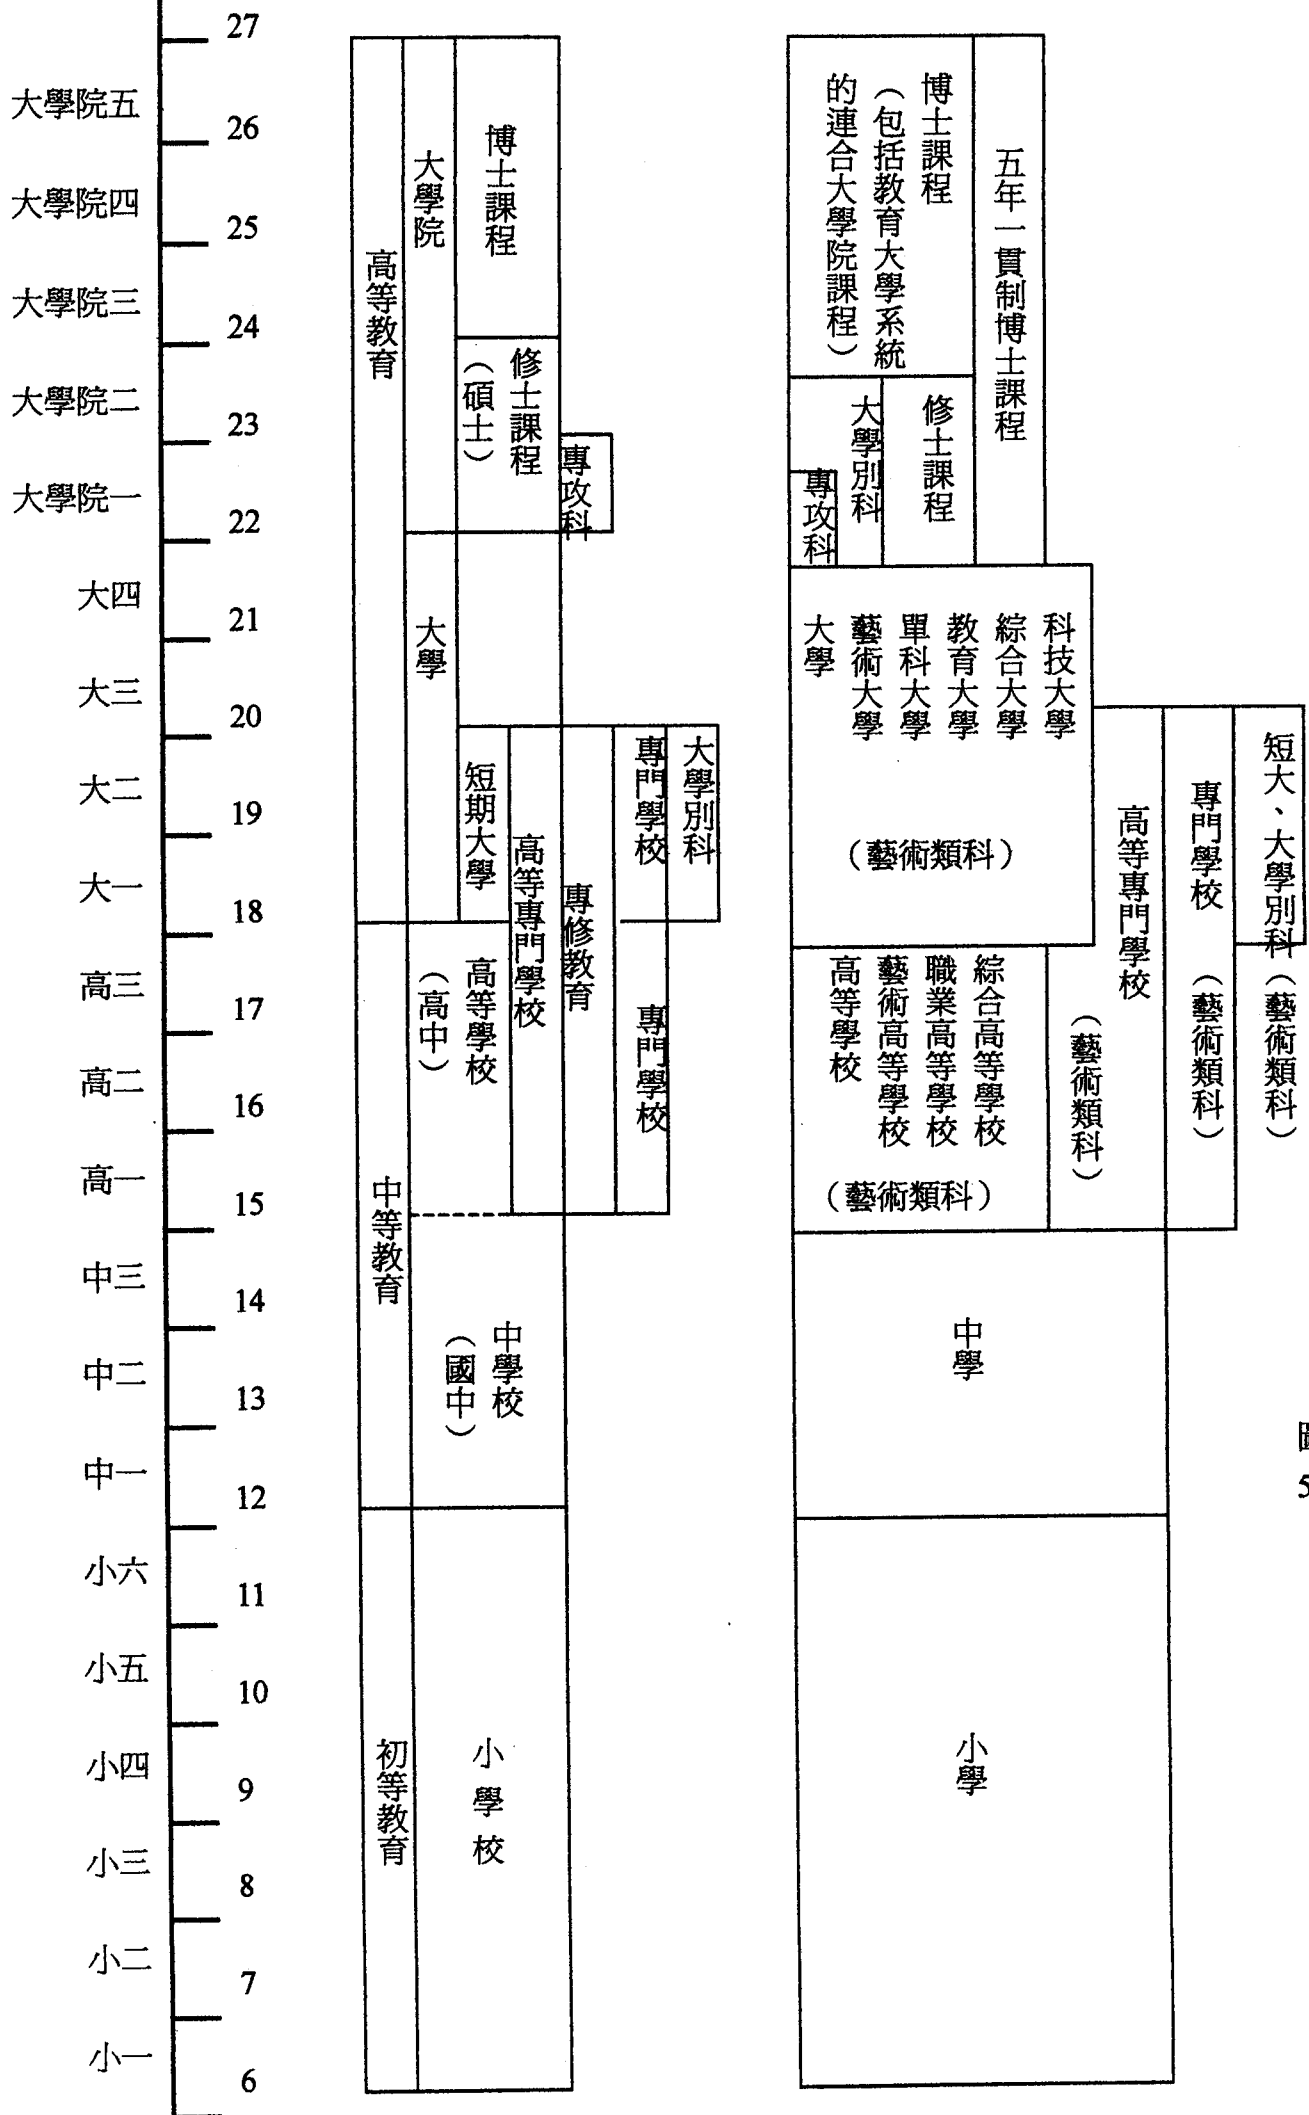 27
大學院五
26
大學院四
25
大學院三
24
大學院二
23
大學院一
22
大四
21
大三
20
大二
19
大一
18
高三
17
高二
16
高一
15
中三
14
中二
13
中一
12
小六
11
小五
10
小四
9
小三
8
小二
7
小一
6
高等教育
中等教育
初等教育
大學院
大學
博士課程
修士課程
（碩士）
專攻科
短期大學
高等專門學校
專修教育
專門學校
大學別科
高等學校
（高中）
專門學校
中學校
（國中）
小學校
博士課程
（包括教育大學系統
的連合大學院課程）
五年一貫制博士課程
修士課程
大學別科
專攻科
科技大學
綜合大學
教育大學
單科大學
藝術大學
大學
（藝術類科）
短大、大學別科（藝術類科）
專門學校（藝術類科）
高等專門學校
（藝術類科）
綜合高等學校
職業高等學校
藝術高等學校
高等學校
（藝術類科）
中學
小學
5